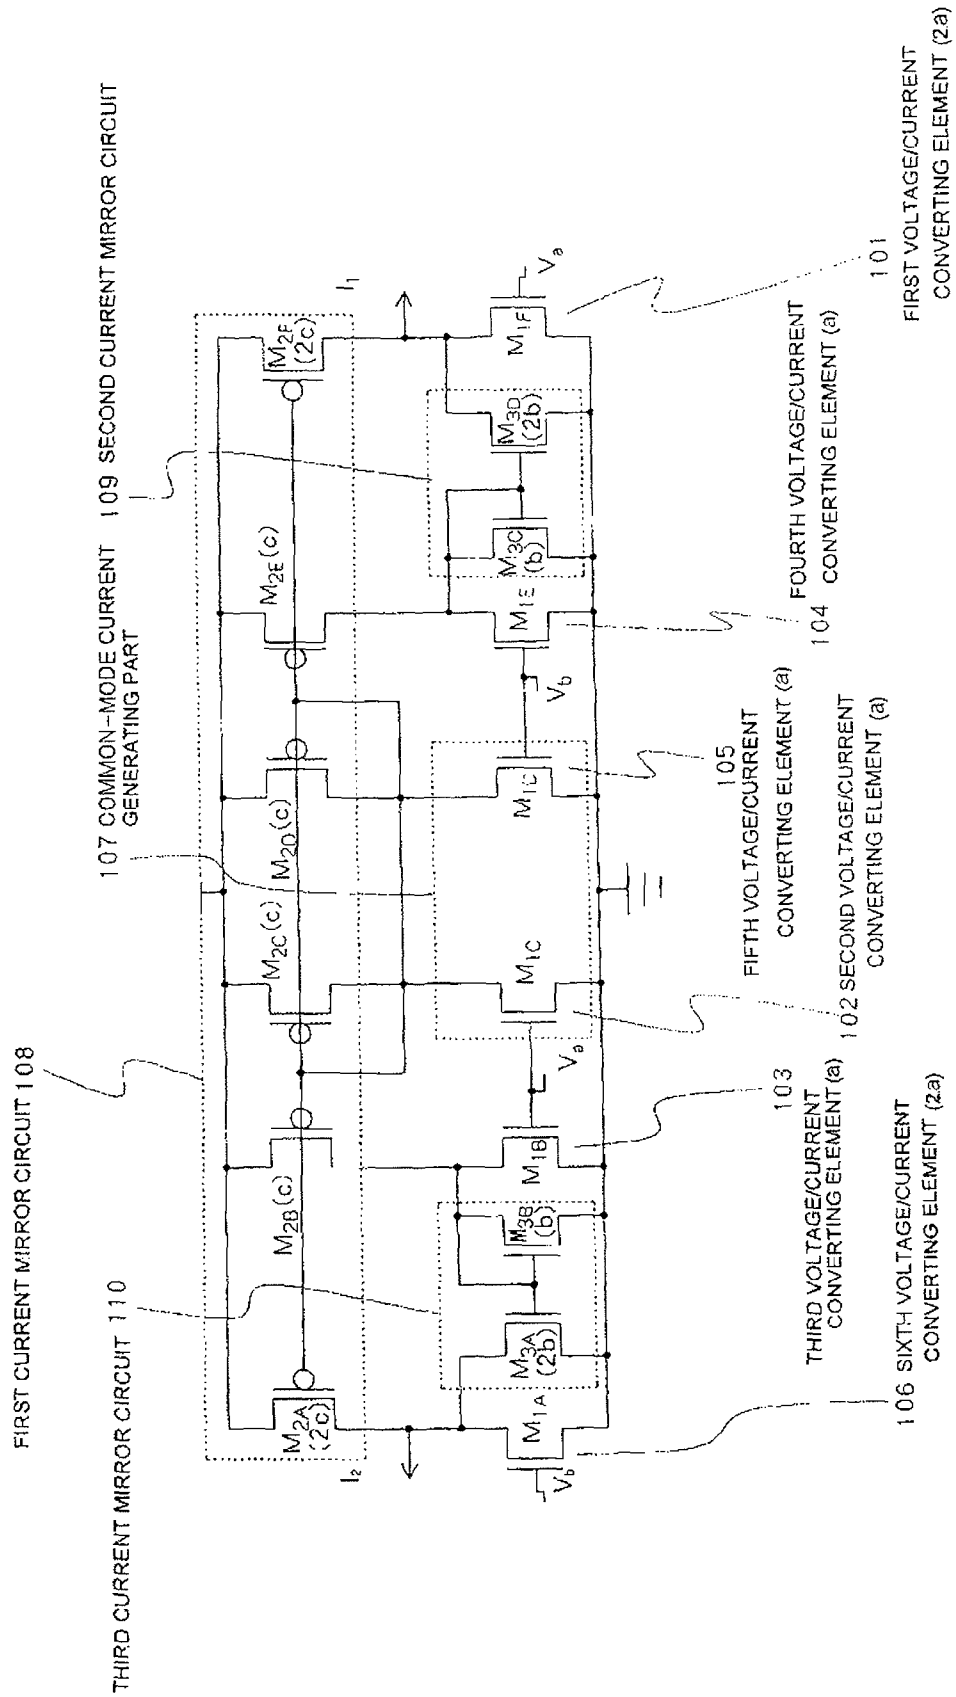 FIRST CURRENT MIRROR CIRCUIT 108
THIRD CURRENT MIRROR CIRCUIT 110
107 COMMON-MODE CURRENT
GENERATING PART
109 SECOND CURRENT MIRROR CIRCUIT
M2A
(2c)
M2B(c)
M2C(c)
M2D(c)
M2E(c)
M2F
(2c)
I2
I1
M1A
M3A
(2b)
M3B
(b)
M1B
M1C
M1C
M1E
M3C
(b)
M3D
(2b)
M1F
Vb
Va
Vb
Va
106 SIXTH VOLTAGE/CURRENT
CONVERTING ELEMENT (2a)
103
THIRD VOLTAGE/CURRENT
CONVERTING ELEMENT(a)
102 SECOND VOLTAGE/CURRENT
CONVERTING ELEMENT (a)
105
FIFTH VOLTAGE/CURRENT
CONVERTING ELEMENT (a)
104
FOURTH VOLTAGE/CURRENT
CONVERTING ELEMENT (a)
101
FIRST VOLTAGE/CURRENT
CONVERTING ELEMENT (2a)